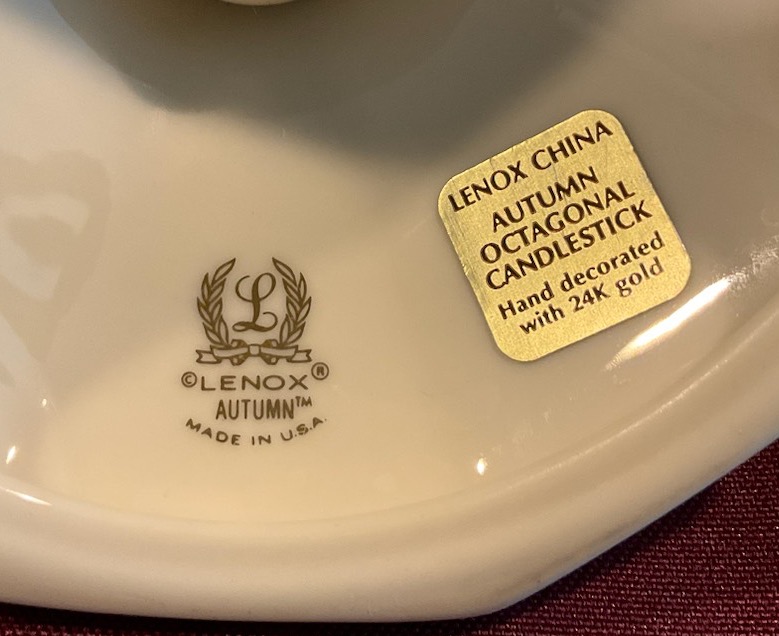 L
©LENOX®
AUTUMN™
MADE IN U.S.A.
LENOX CHINA
AUTUMN
OCTAGONAL
CANDLESTICK
Hand decorated
with 24K gold